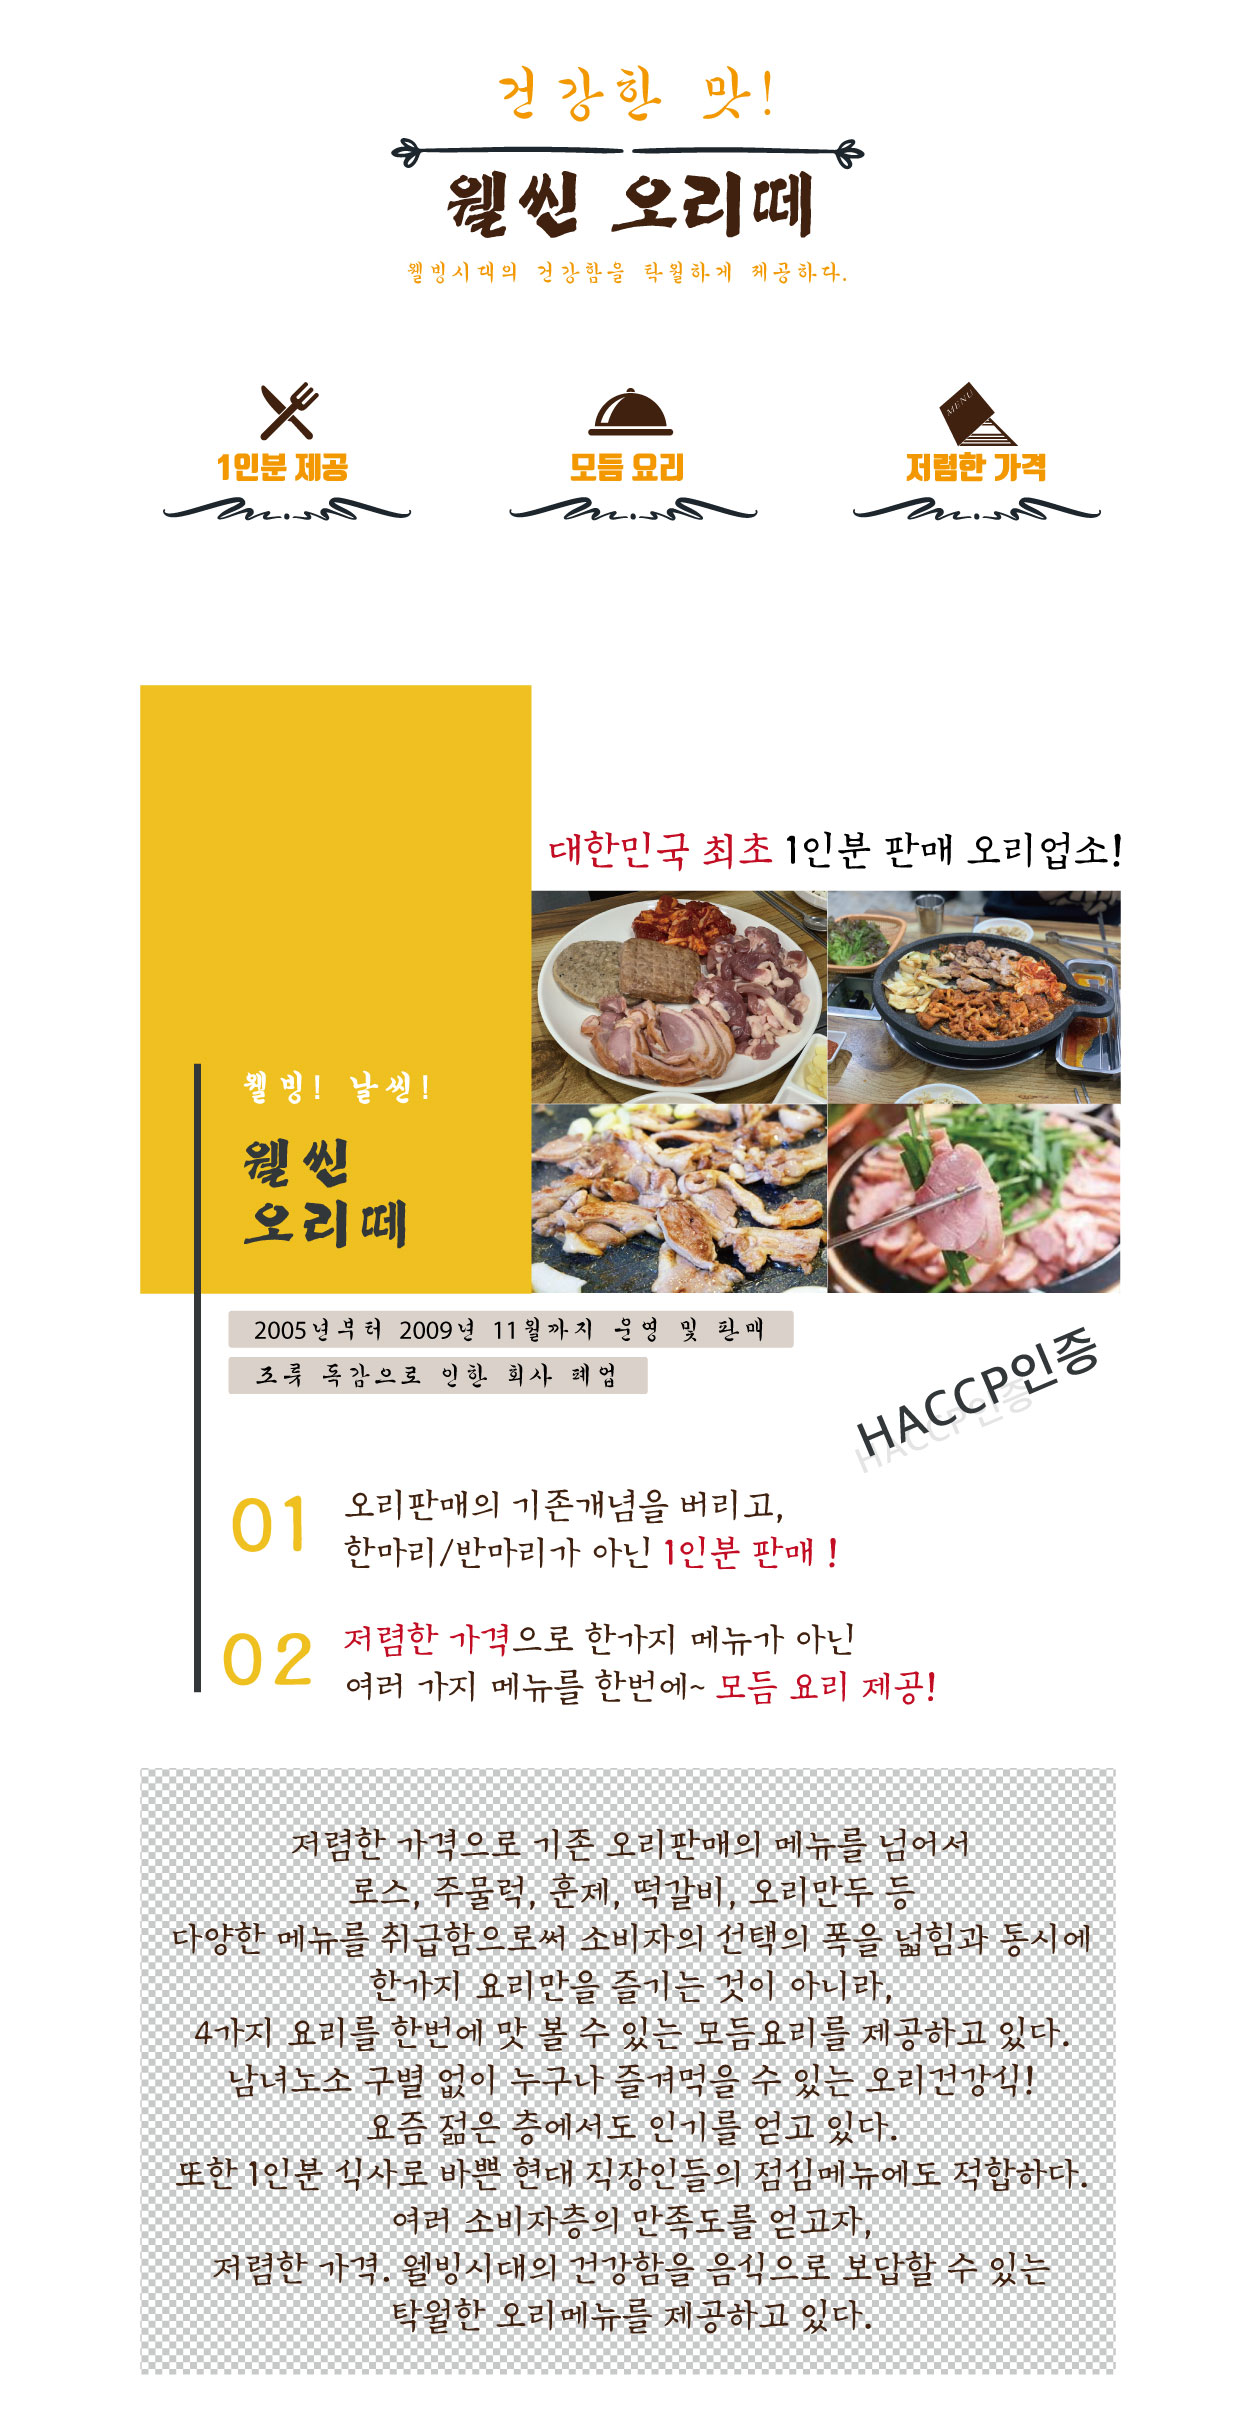 건강한 맛!
웰씬 오리떼
웰빙시대의 건강함을 탁월하게 제공하다.
MENU
1인분 제공
모듬 요리
저렴한 가격
대한민국 최초 1인분 판매 오리업소!
웰빙! 날씬!
웰씬
오리떼
2005년부터 2009년 11월까지 운영 및 판매
조류 독감으로 인한 회사 폐업
HACCP인증
HACCP인증
01
오리판매의 기존개념을 버리고,
한마리/반마리가 아닌 1인분 판매 !
02
저렴한 가격으로 한가지 메뉴가 아닌
여러 가지 메뉴를 한번에~ 모듬 요리 제공!
저렴한 가격으로 기존 오리판매의 메뉴를 넘어서
로스, 주물럭, 훈제, 떡갈비, 오리만두 등
다양한 메뉴를 취급함으로써 소비자의 선택의 폭을 넓힘과 동시에
한가지 요리만을 즐기는 것이 아니라,
4가지 요리를 한번에 맛 볼 수 있는 모듬요리를 제공하고 있다.
남녀노소 구별 없이 누구나 즐겨먹을 수 있는 오리건강식!
요즘 젊은 층에서도 인기를 얻고 있다.
또한 1인분 식사로 바쁜 현대 직장인들의 점심메뉴에도 적합하다.
여러 소비자층의 만족도를 얻고자,
저렴한 가격. 웰빙시대의 건강함을 음식으로 보답할 수 있는
탁월한 오리메뉴를 제공하고 있다.